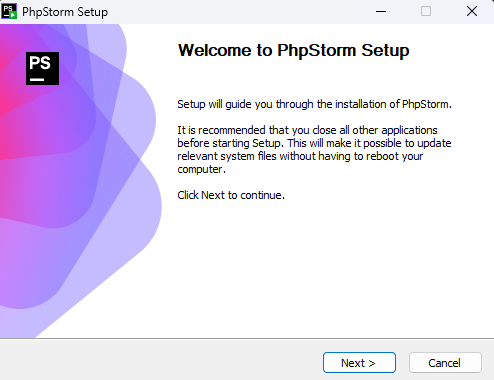 PS
PhpStorm Setup
PS
Welcome to PhpStorm Setup
Setup will guide you through the installation of PhpStorm.
It is recommended that you close all other applications
before starting Setup. This will make it possible to update
relevant system files without having to reboot your
computer.
Click Next to continue.
Next >
Cancel